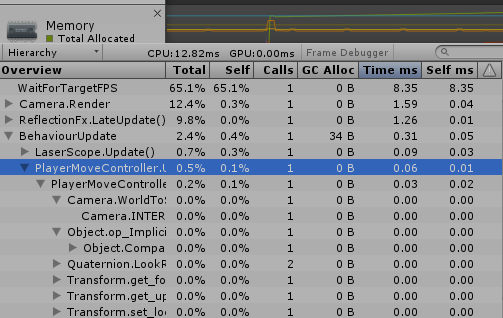 Memory
Total Allocated
Hierarchy CPU:12.82ms GPU:0.00ms Frame Debugger
Overview Total Self Calls GC Alloc Time ms Self ms
WaitForTargetFPS 65.1% 65.1% 1 0 B 8.35 8.35
Camera.Render 12.4% 0.3% 1 0 B 1.59 0.04
ReflectionFx.LateUpdate() 9.8% 0.0% 1 0 B 1.26 0.01
BehaviourUpdate 2.4% 0.4% 1 34 B 0.31 0.05
LaserScope.Update() 0.7% 0.3% 1 0 B 0.09 0.03
PlayerMoveController.U 0.5% 0.1% 1 0 B 0.06 0.01
PlayerMoveControlle 0.2% 0.1% 1 0 B 0.03 0.02
Camera.WorldToS 0.0% 0.0% 1 0 B 0.00 0.00
Camera.INTER 0.0% 0.0% 1 0 B 0.00 0.00
Object.op_Implici 0.0% 0.0% 1 0 B 0.00 0.00
Object.Compa 0.0% 0.0% 1 0 B 0.00 0.00
Quaternion.LookR 0.0% 0.0% 2 0 B 0.00 0.00
Transform.get_fo 0.0% 0.0% 1 0 B 0.00 0.00
Transform.get_up 0.0% 0.0% 1 0 B 0.00 0.00
Transform.set_loc 0.0% 0.0% 1 0 B 0.00 0.00